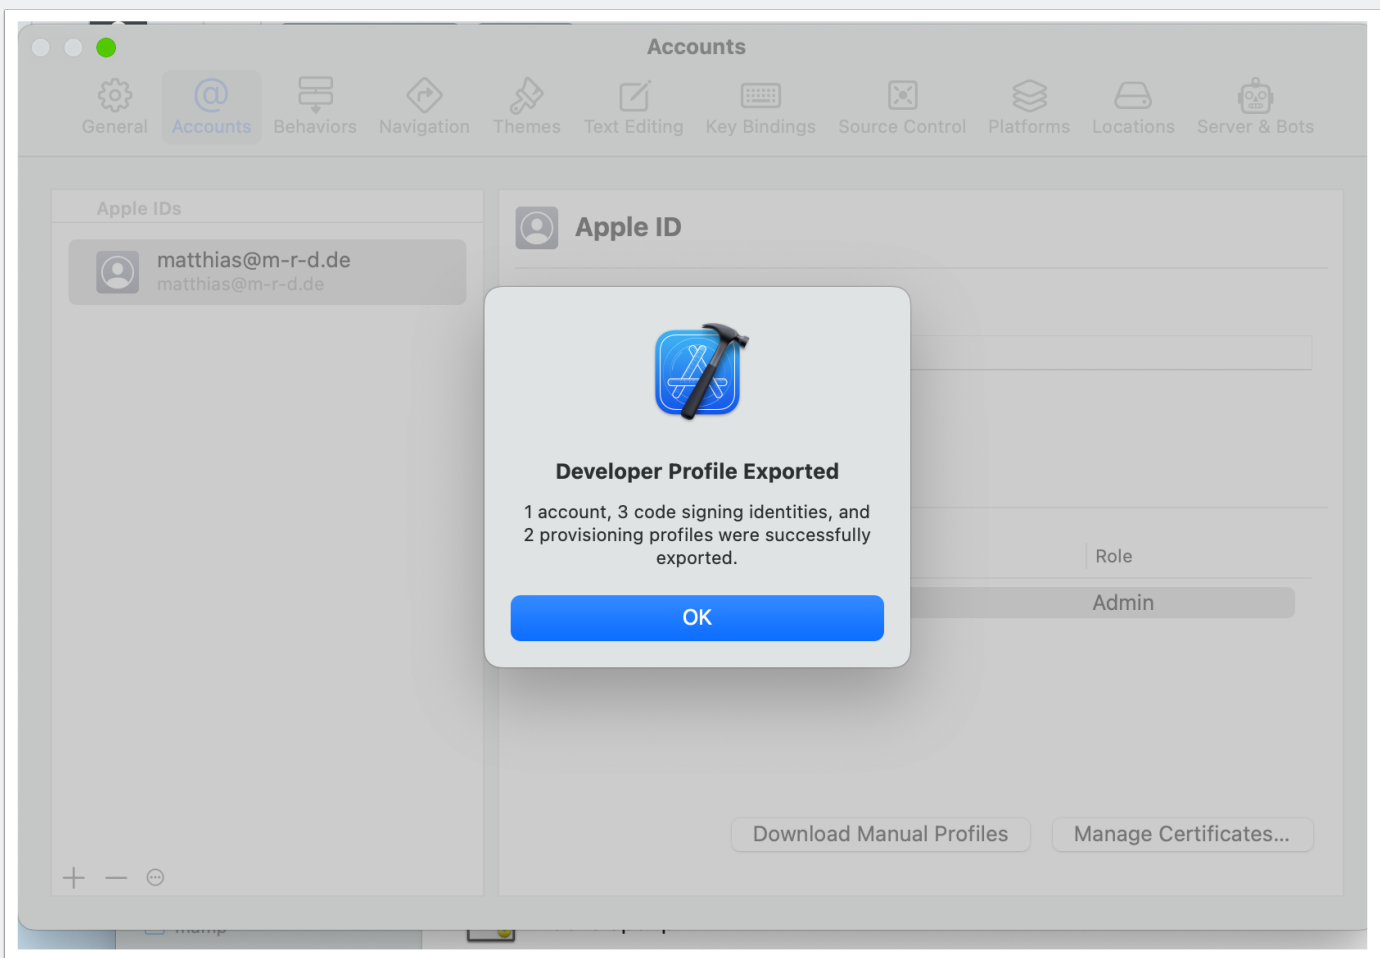 Accounts
General
Accounts
Behaviors
Navigation
Themes
Text Editing
Key Bindings
Source Control
Platforms
Locations
Server & Bots
Apple IDs
matthias@m-r-d.de
matthias@m-r-d.de
Apple ID
Developer Profile Exported
1 account, 3 code signing identities, and
2 provisioning profiles were successfully
exported.
OK
Role
Admin
Download Manual Profiles
Manage Certificates...